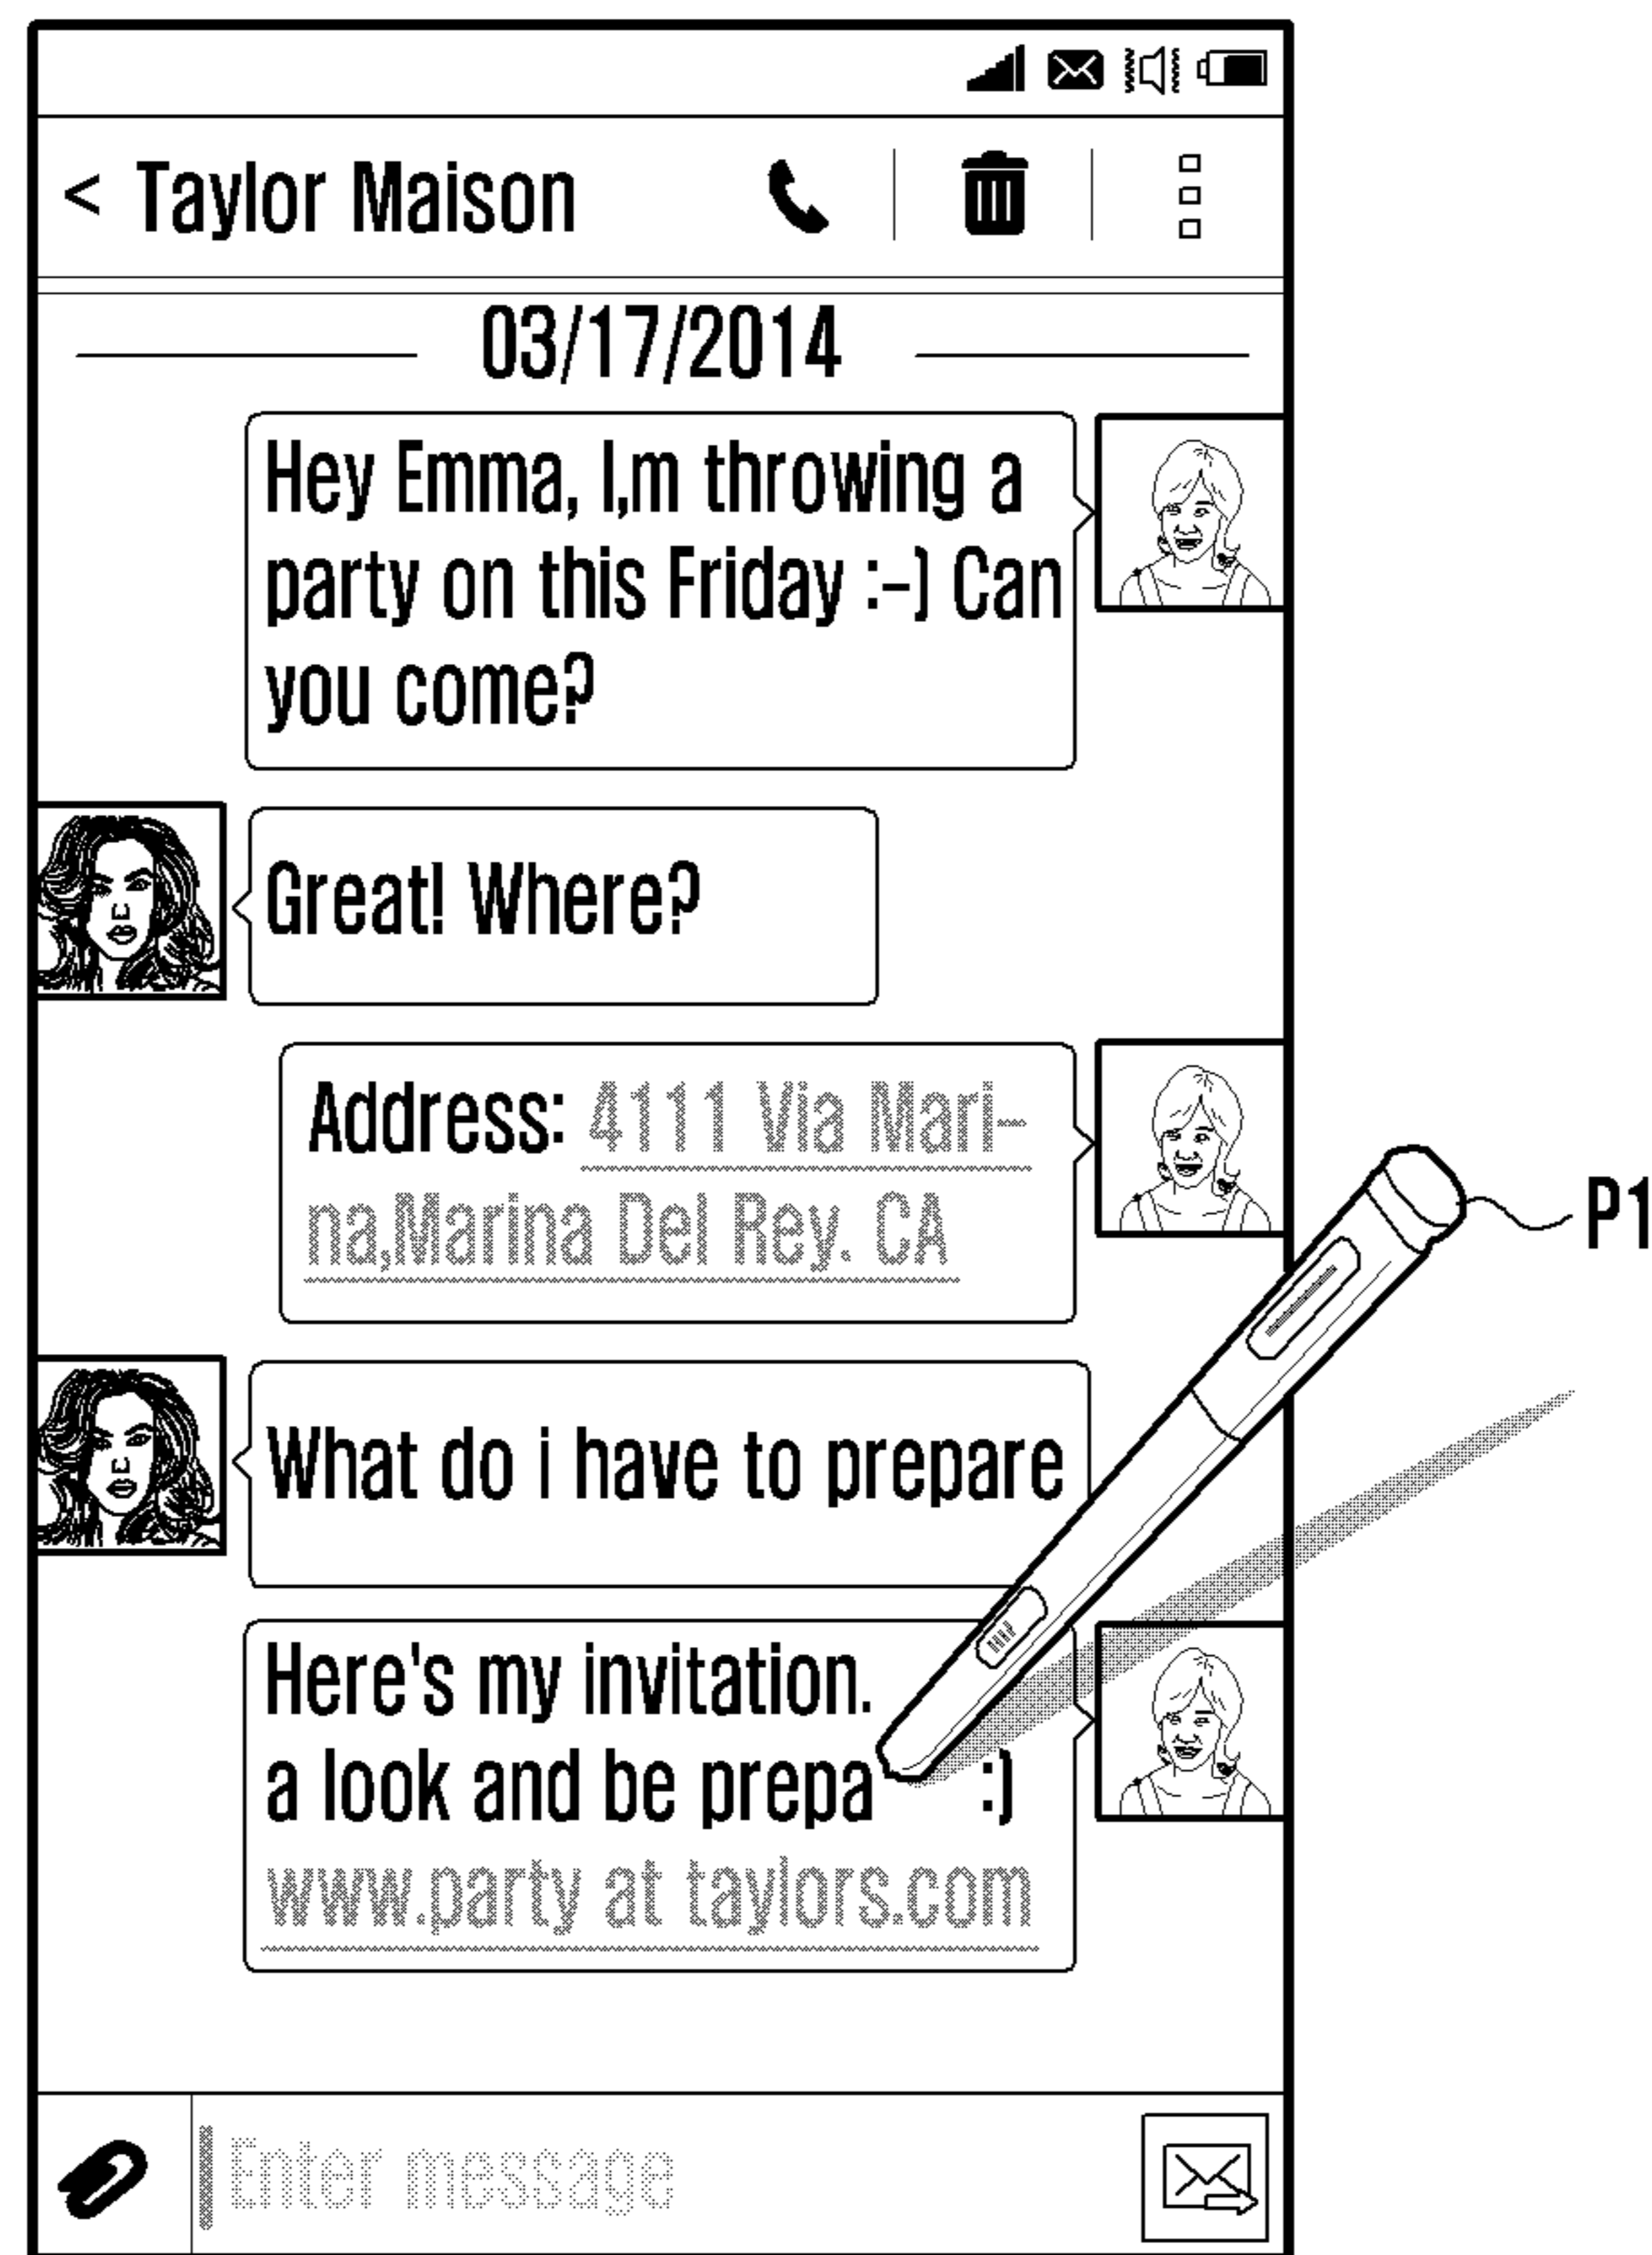 < Taylor Maison
03/17/2014
Hey Emma, I,m throwing a
party on this Friday :-) Can
you come?
Great! Where?
Address: 4111 Via Mari-
na,Marina Del Rey. CA
P1
What do i have to prepare
Here's my invitation.
a look and be prepa :)
www.party at taylors.com
Enter message